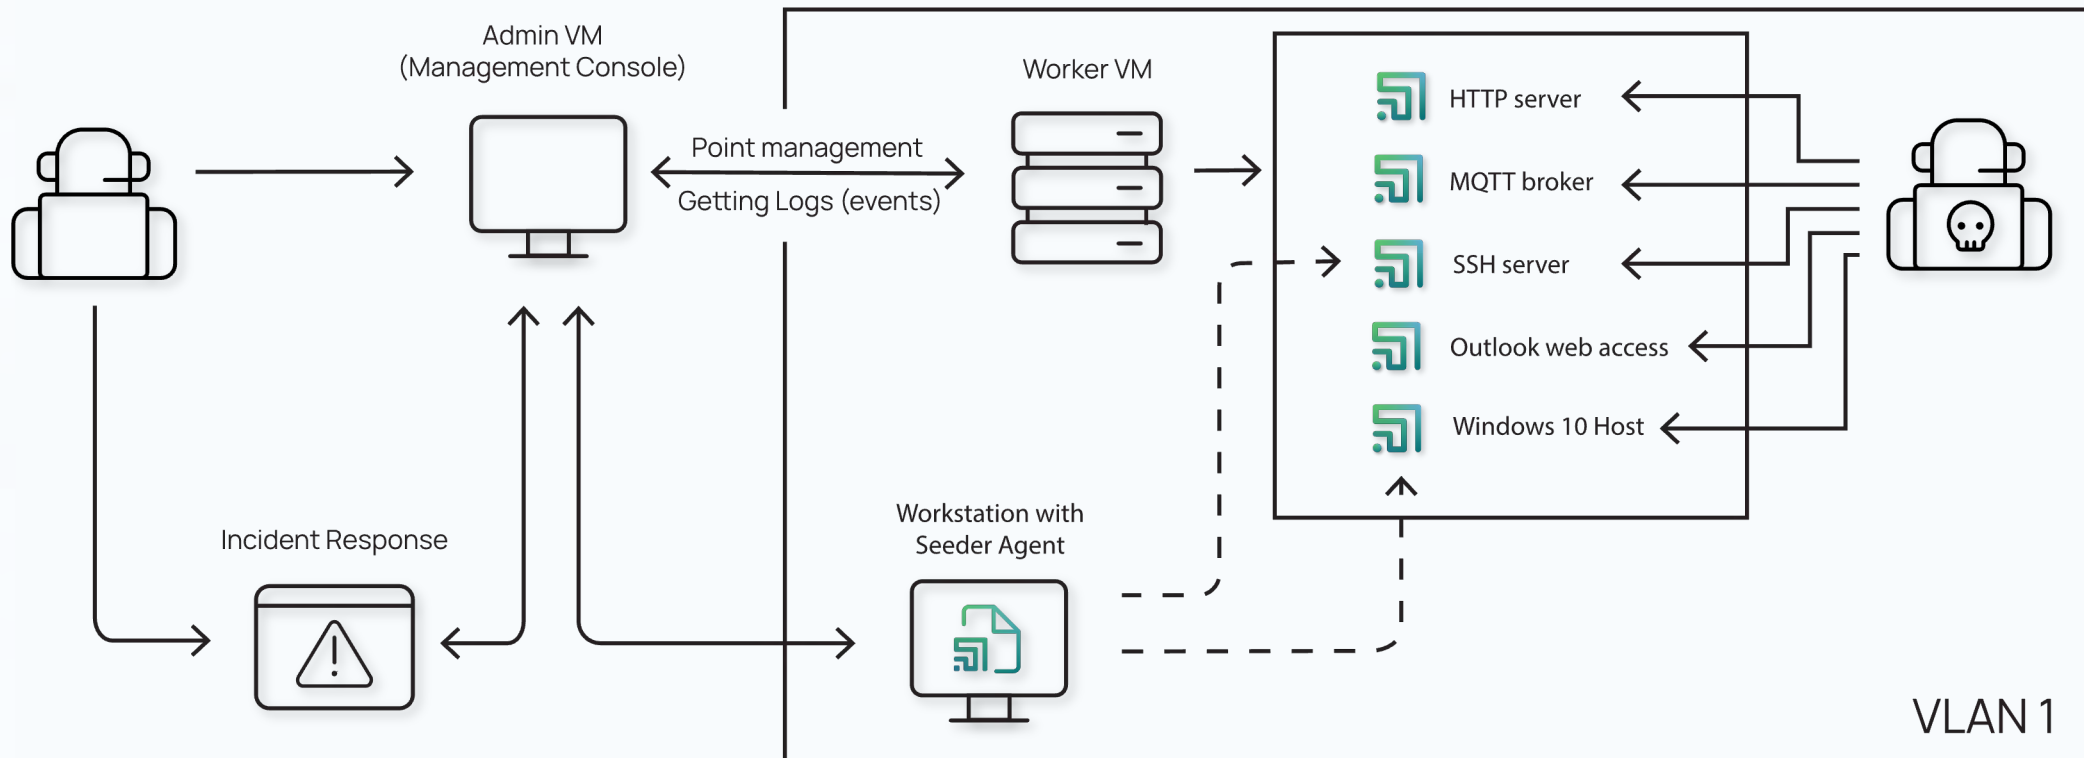 Admin VM
(Management Console)
Worker VM
Point management
Getting Logs (events)
HTTP server
MQTT broker
SSH server
Outlook web access
Windows 10 Host
Incident Response
Workstation with
Seeder Agent
VLAN 1